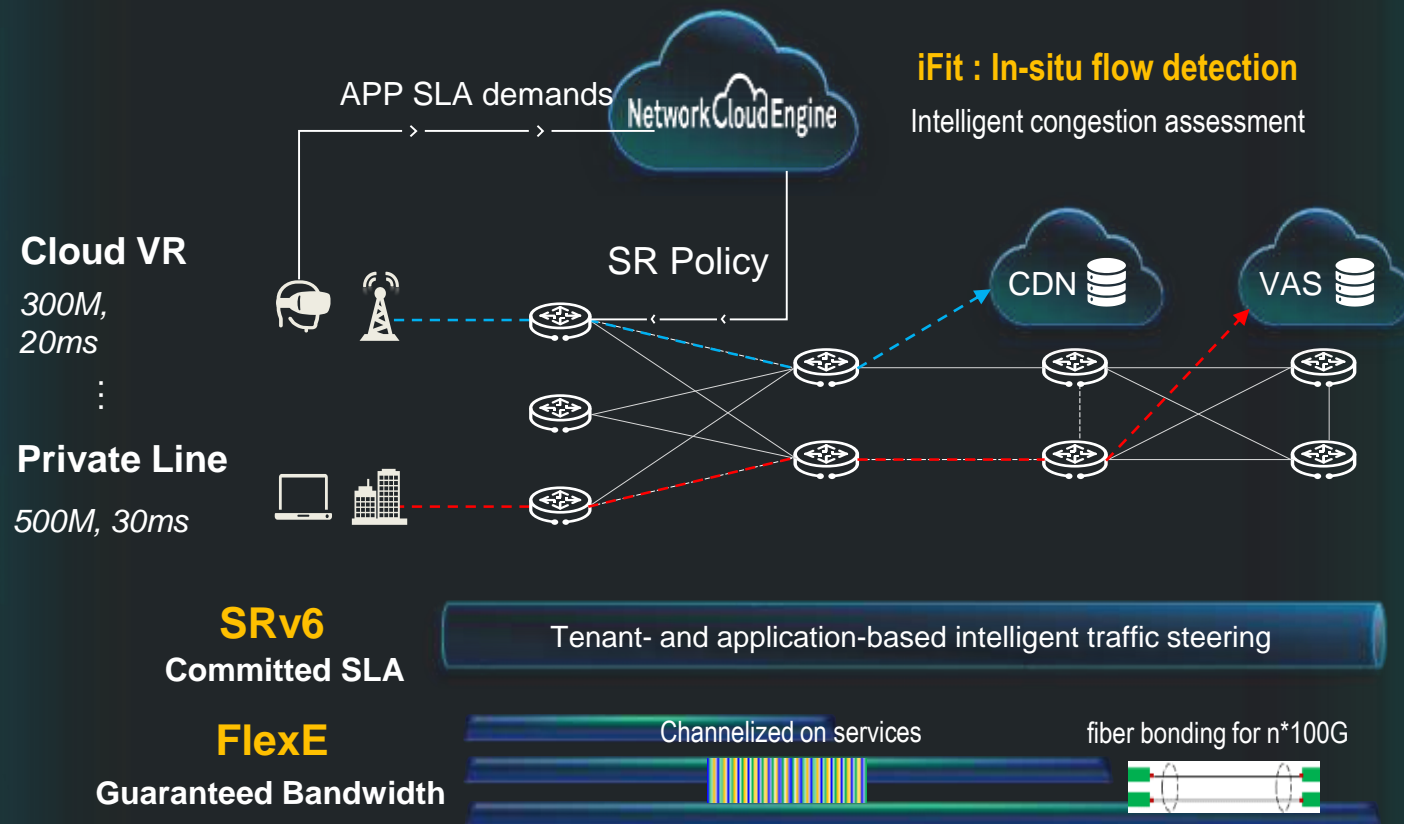 iFit : In-situ flow detection
APP SLA demands
NetworkCloudEngine
Intelligent congestion assessment
Cloud VR
300M,
20ms
SR Policy
CDN
VAS
⋮
Private Line
500M, 30ms
SRv6
Committed SLA
Tenant- and application-based intelligent traffic steering
FlexE
Guaranteed Bandwidth
Channelized on services
fiber bonding for n*100G